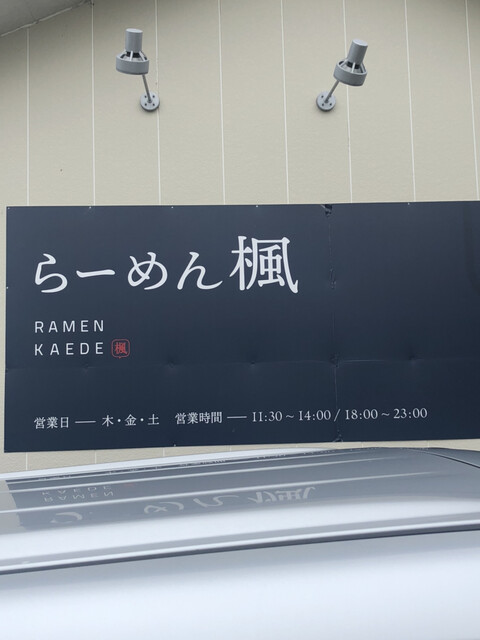 らーめん楓
RAMEN
KAEDE 楓
営業日 ― 木・金・土 営業時間 ― 11:30～14:00 / 18:00～23:00